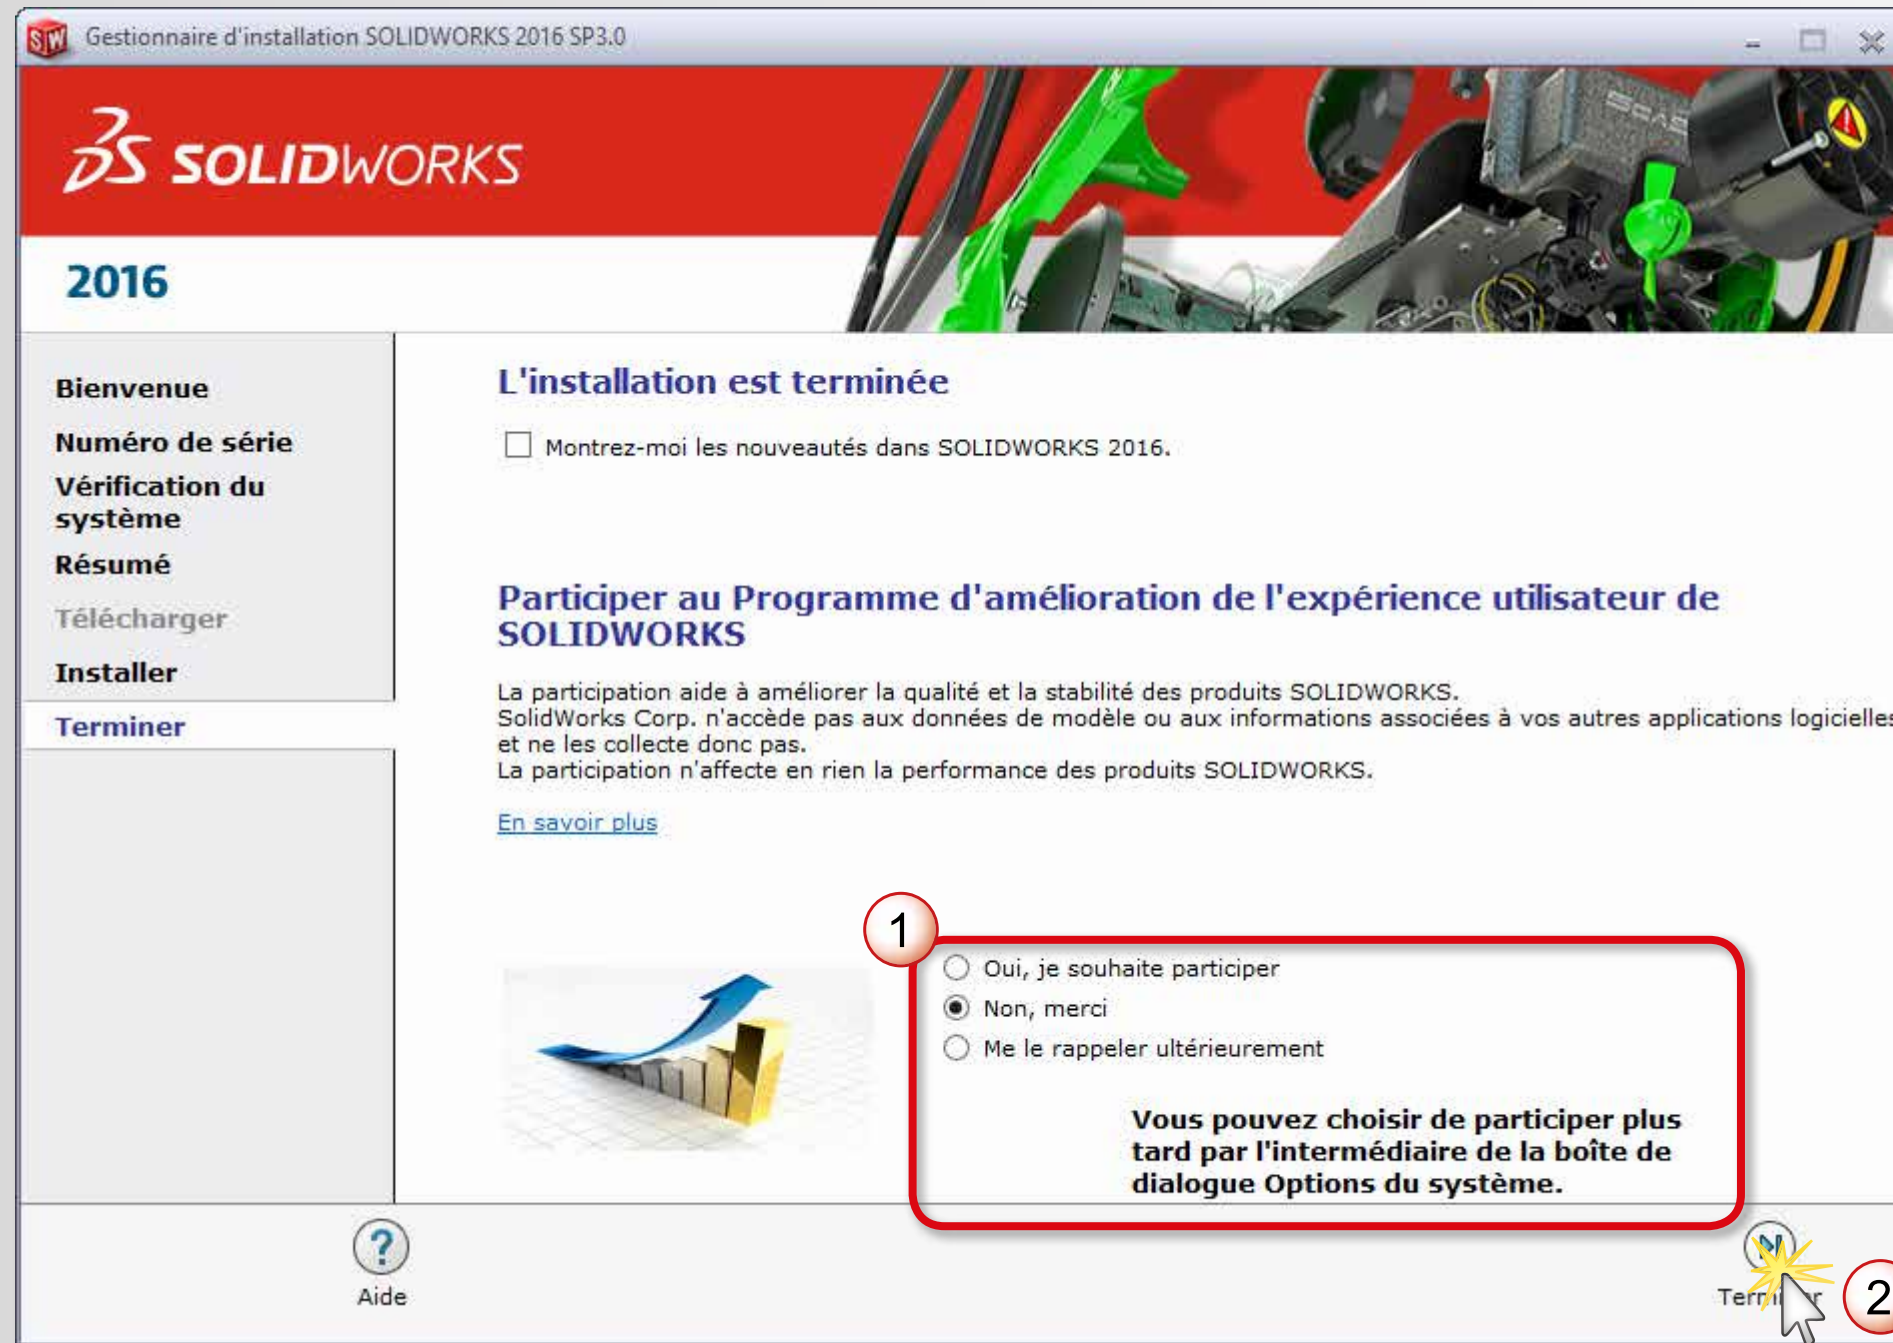 SW Gestionnaire d'installation SOLIDWORKS 2016 SP3.0
3DS SOLIDWORKS
2016
Bienvenue
Numéro de série
Vérification du
système
Résumé
Télécharger
Installer
Terminer
L'installation est terminée
Montrez-moi les nouveautés dans SOLIDWORKS 2016.
Participer au Programme d'amélioration de l'expérience utilisateur de
SOLIDWORKS
La participation aide à améliorer la qualité et la stabilité des produits SOLIDWORKS.
SolidWorks Corp. n'accède pas aux données de modèle ou aux informations associées à vos autres applications logicielles
et ne les collecte donc pas.
La participation n'affecte en rien la performance des produits SOLIDWORKS.
En savoir plus
1
Oui, je souhaite participer
Non, merci
Me le rappeler ultérieurement
Vous pouvez choisir de participer plus
tard par l'intermédiaire de la boîte de
dialogue Options du système.
?
Aide
Terminer
2